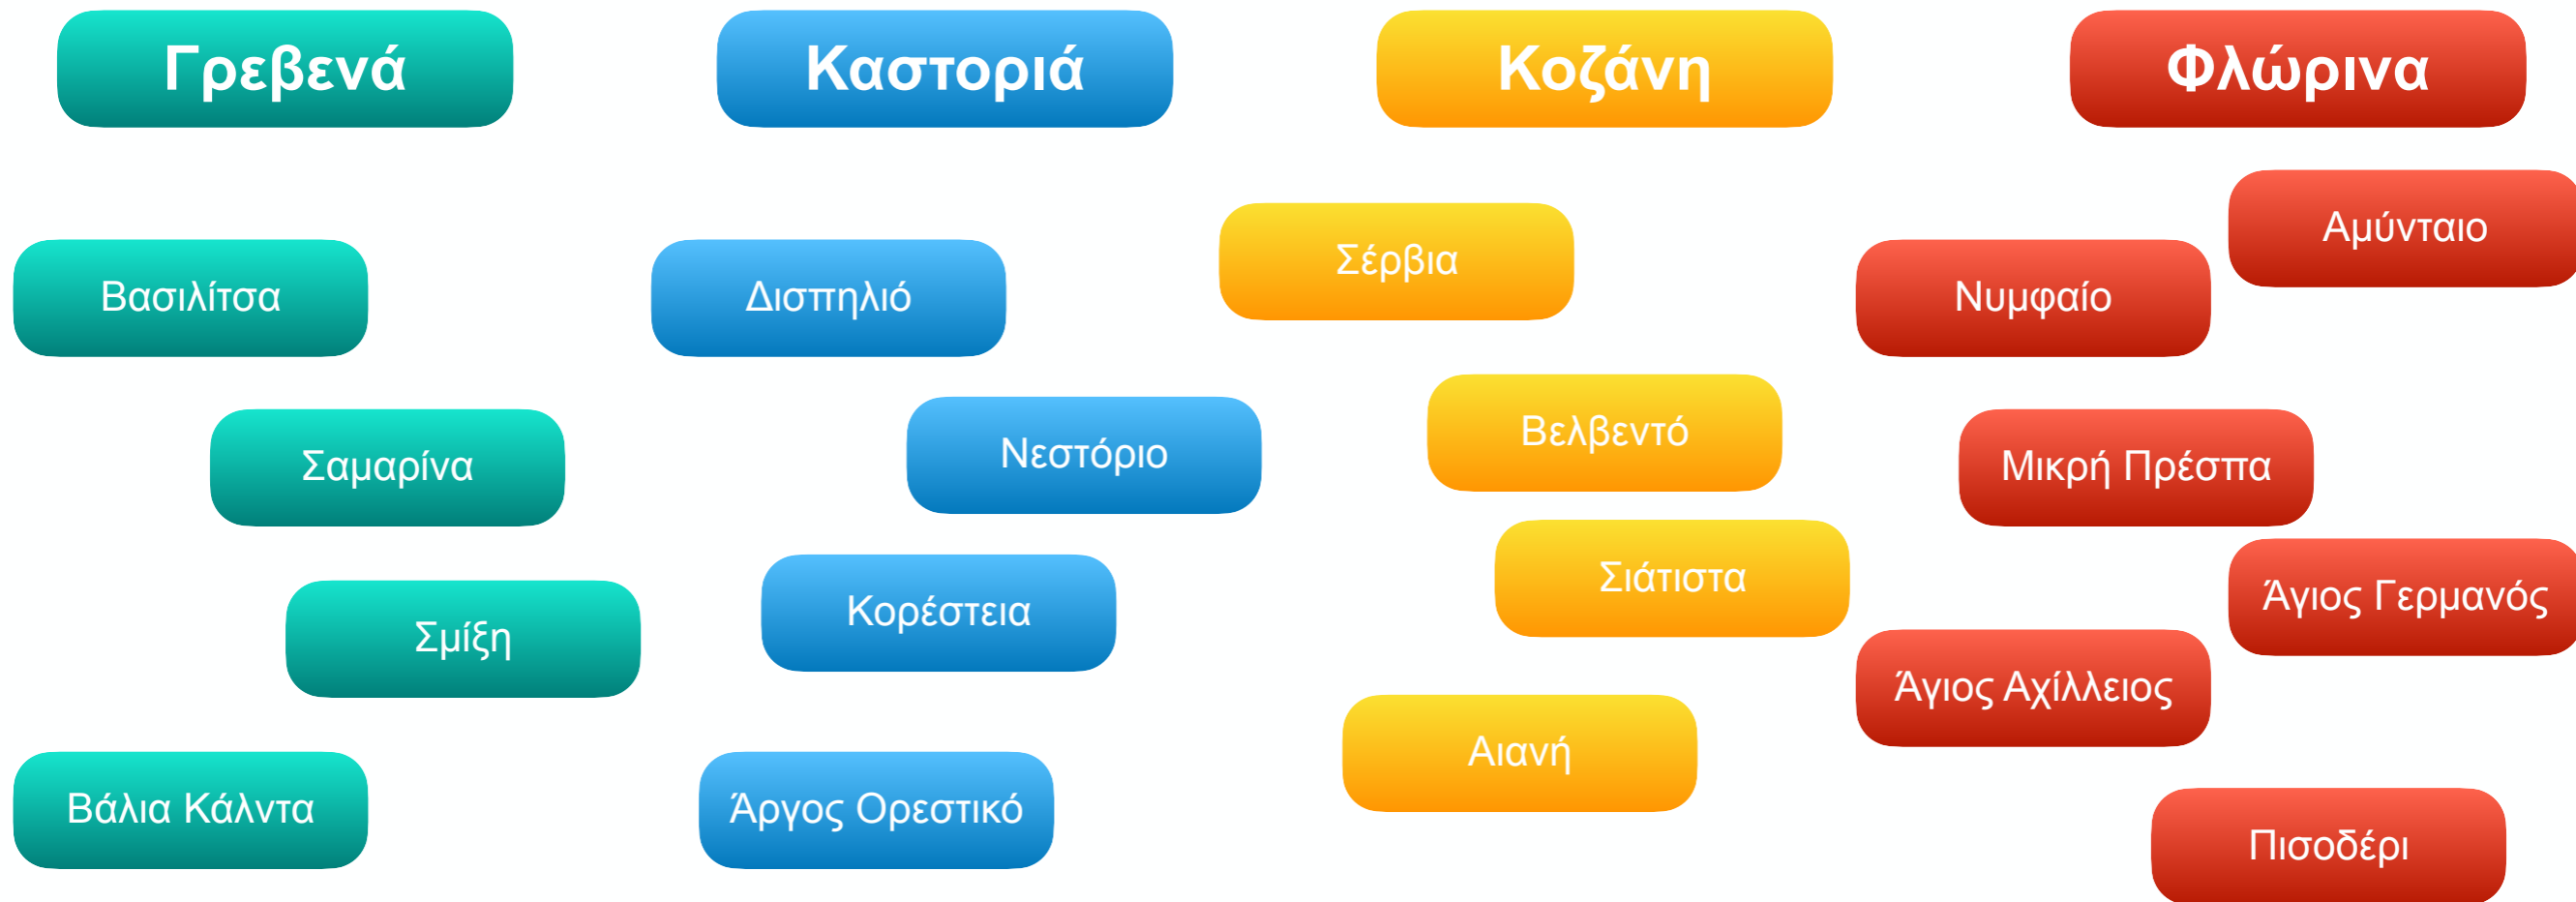 Γρεβενά
Καστοριά
Κοζάνη
Φλώρινα
Βασιλίτσα
Σαμαρίνα
Σμίξη
Βάλια Κάλντα
Δισπηλιό
Νεστόριο
Κορέστεια
Άργος Ορεστικό
Σέρβια
Βελβεντό
Σιάτιστα
Αιανή
Αμύνταιο
Νυμφαίο
Μικρή Πρέσπα
Άγιος Γερμανός
Άγιος Αχίλλειος
Πισοδέρι